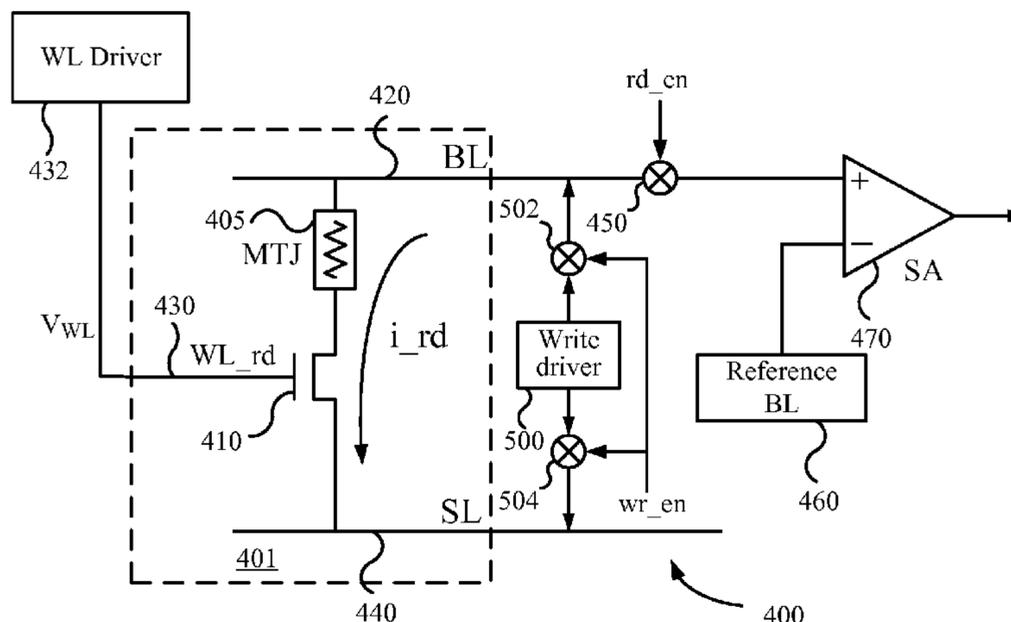 WL Driver
432
420
rd_en
BL
405
MTJ
502
450
+
−
SA
470
V_WL
430
WL_rd
i_rd
410
Write
driver
500
Reference
BL
460
504
wr_en
SL
401
440
400